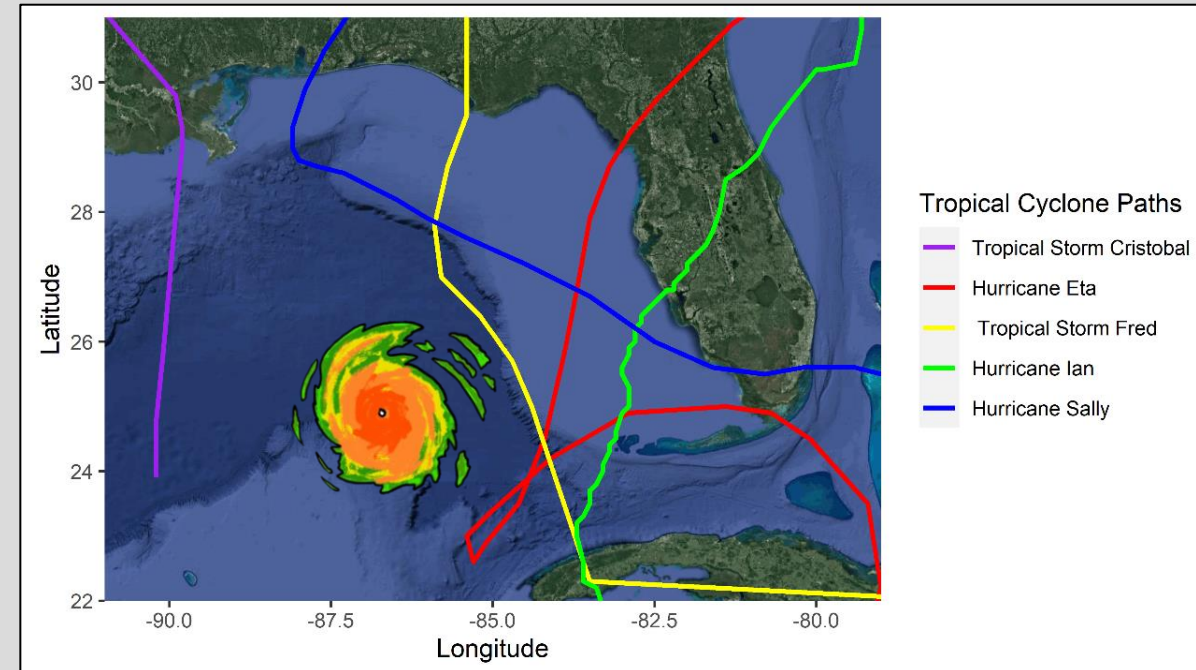 30
28
26
24
22
Latitude
-90.0
-87.5
-85.0
-82.5
-80.0
Longitude
Tropical Cyclone Paths
Tropical Storm Cristobal
Hurricane Eta
Tropical Storm Fred
Hurricane Ian
Hurricane Sally